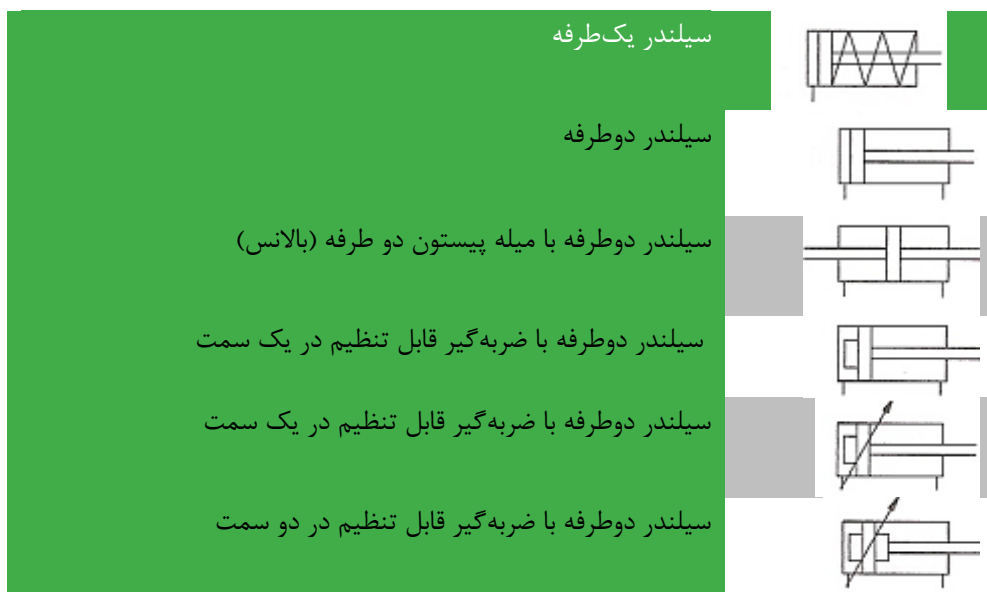 سیلندر یک‌طرفه
سیلندر دوطرفه
سیلندر دوطرفه با میله پیستون دو طرفه (بالانس)
سیلندر دوطرفه با ضربه‌گیر قابل تنظیم در یک سمت
سیلندر دوطرفه با ضربه‌گیر قابل تنظیم در یک سمت
سیلندر دوطرفه با ضربه‌گیر قابل تنظیم در دو سمت